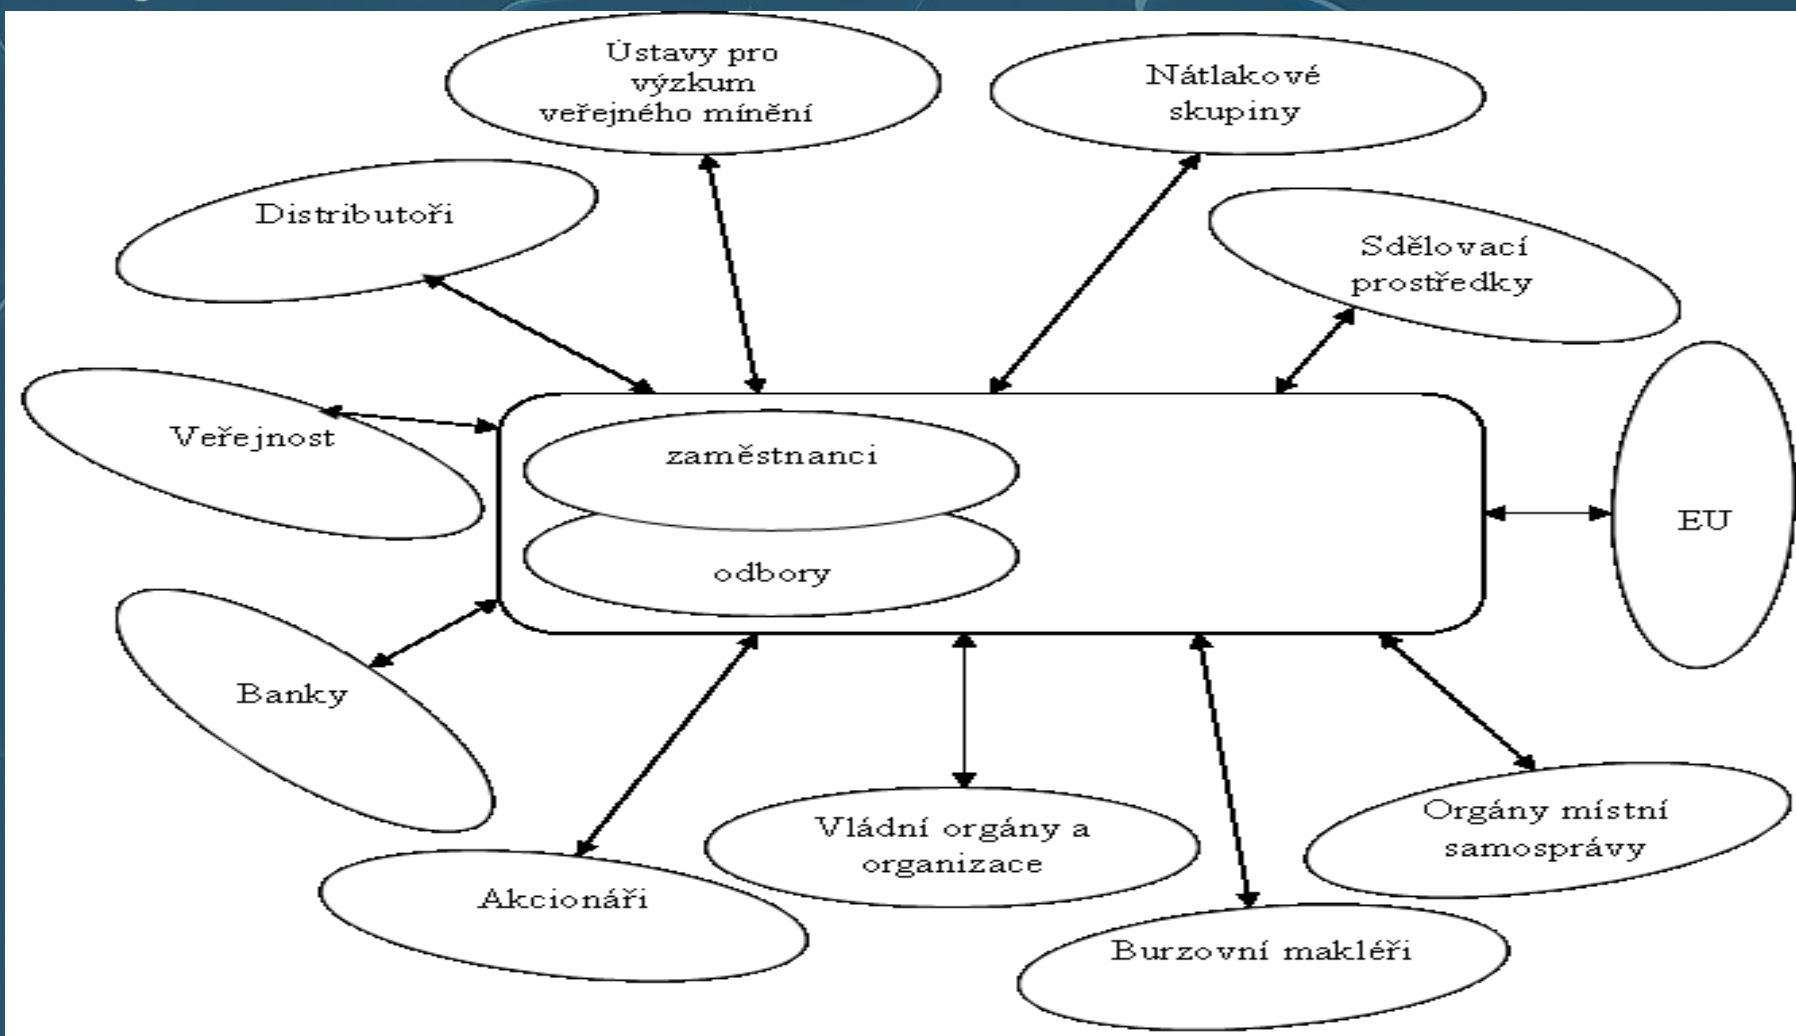 Ústavy pro
výzkum
veřejného mínění
Nátlakové
skupiny
Distributoři
Sdělovací
prostředky
Veřejnost
zaměstnanci
EU
odbory
Banky
Vládní orgány a
organizace
Orgány místní
samosprávy
Akcionáři
Burzovní makléři